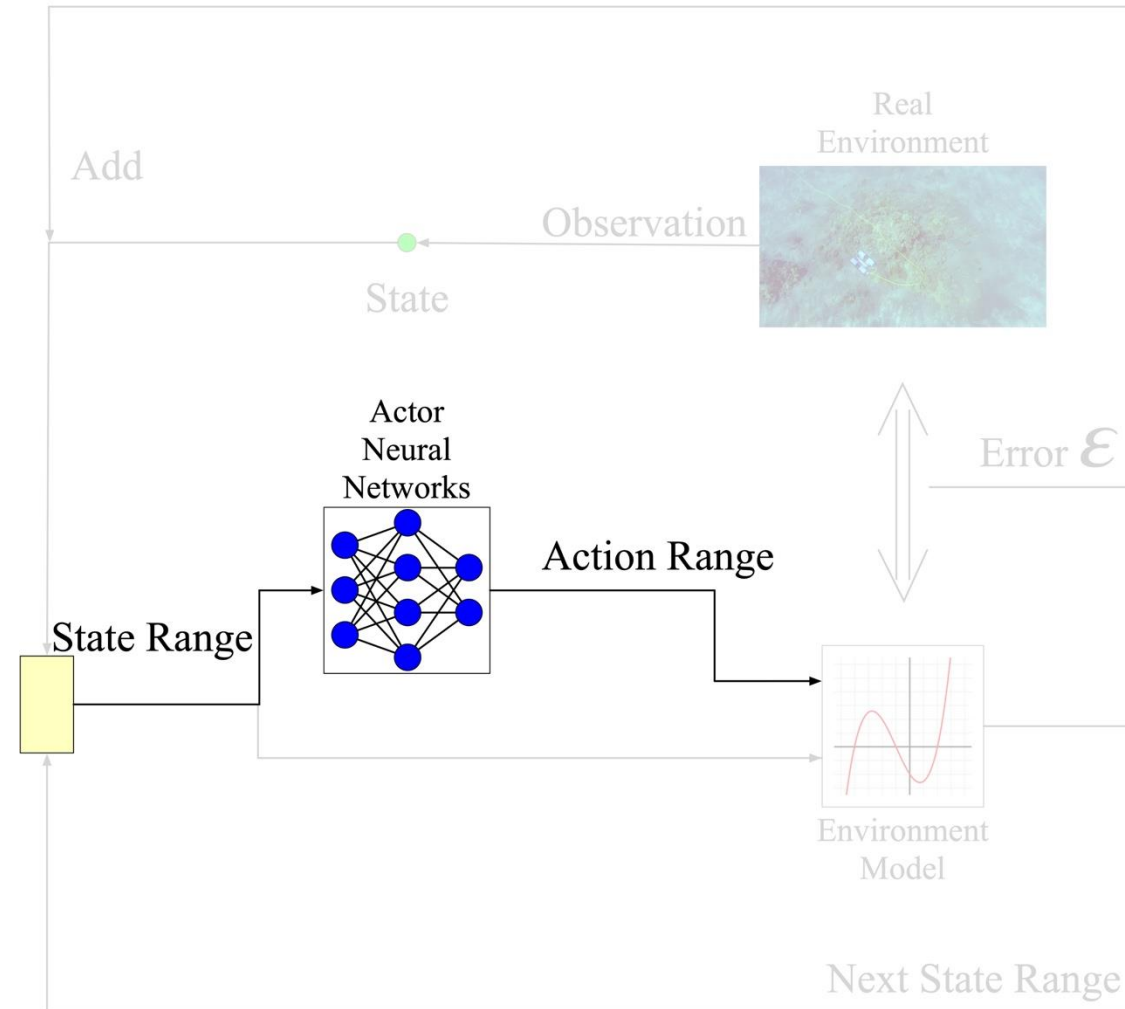 Real
Environment
Add
Observation
State
Actor
Neural
Networks
Error ε
Action Range
State Range
Environment
Model
Next State Range